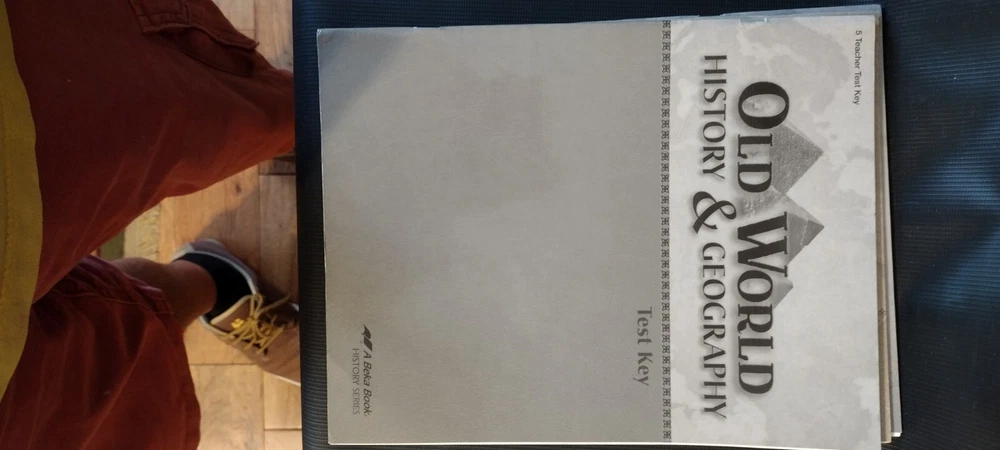 5 Teacher Test Key
OLD WORLD
HISTORY & GEOGRAPHY
Test Key
A Beka Book®
HISTORY SERIES